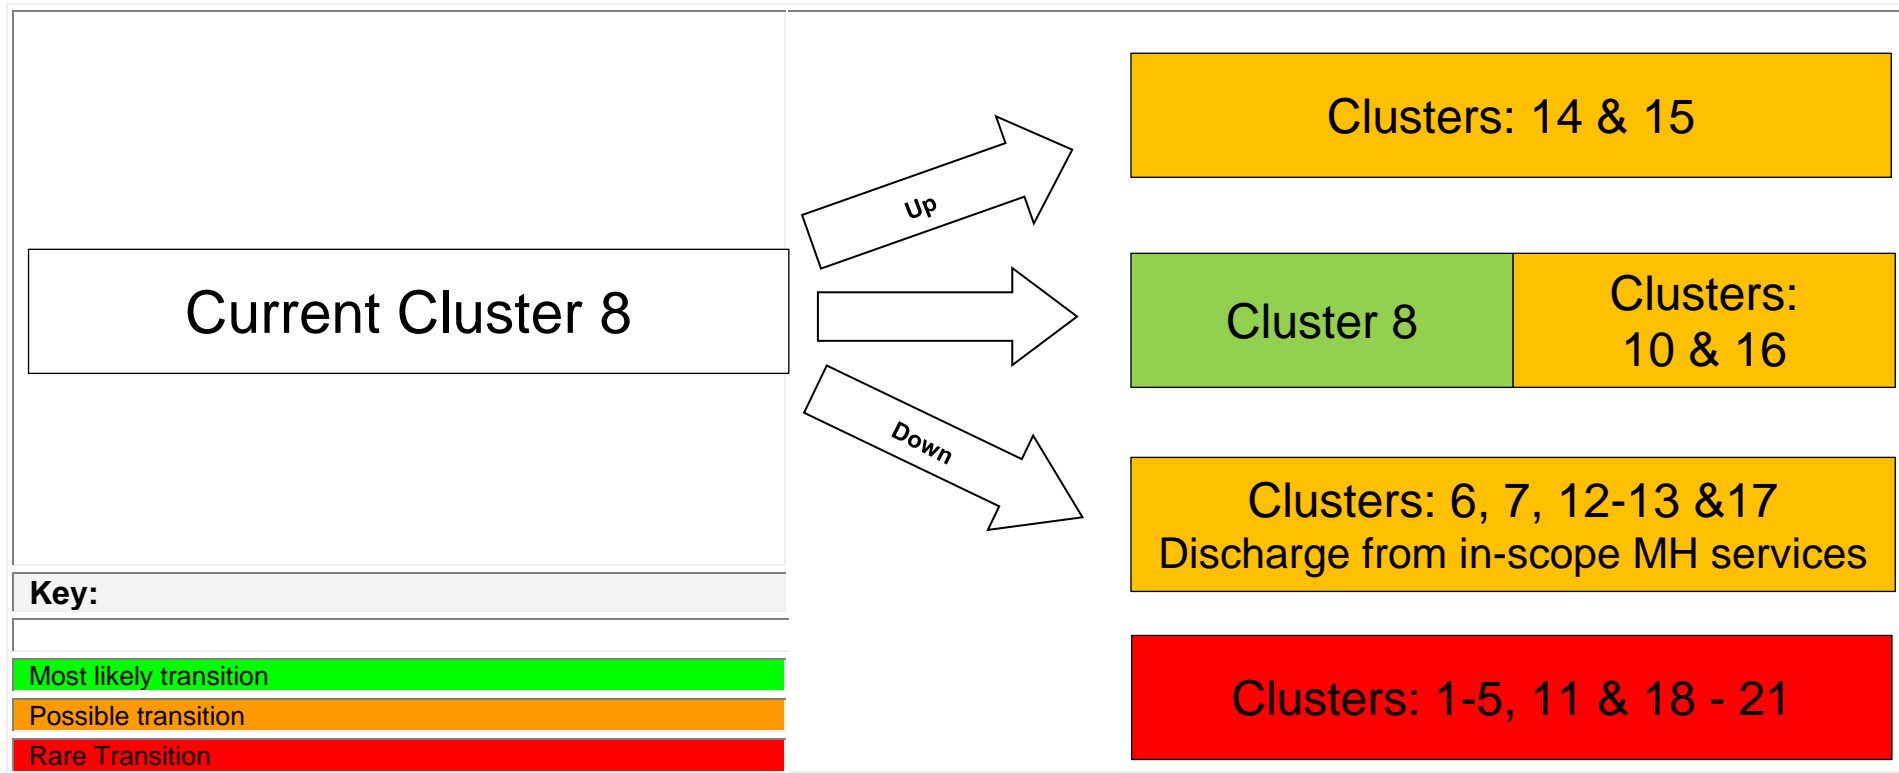 Current Cluster 8
Up
Down
Clusters: 14 & 15
Cluster 8
Clusters:
10 & 16
Clusters: 6, 7, 12-13 &17
Discharge from in-scope MH services
Clusters: 1-5, 11 & 18 - 21
Key:
Most likely transition
Possible transition
Rare Transition